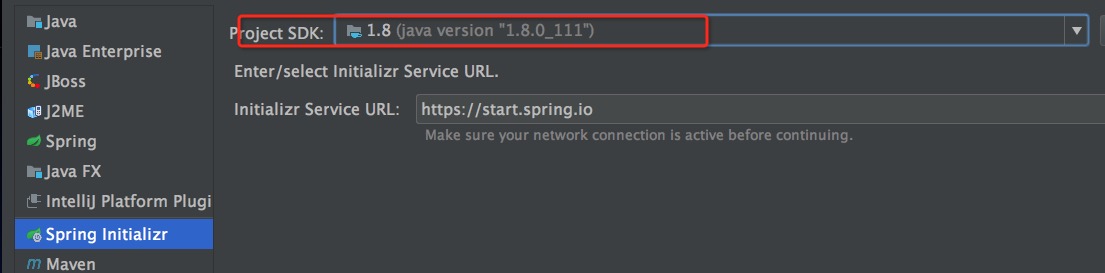 Java
Java Enterprise
JBoss
J2ME
Spring
Java FX
IntelliJ Platform Plugi
Spring Initializr
Maven
Project SDK: 1.8 (java version "1.8.0_111")
Enter/select Initializr Service URL.
Initializr Service URL: https://start.spring.io
Make sure your network connection is active before continuing.